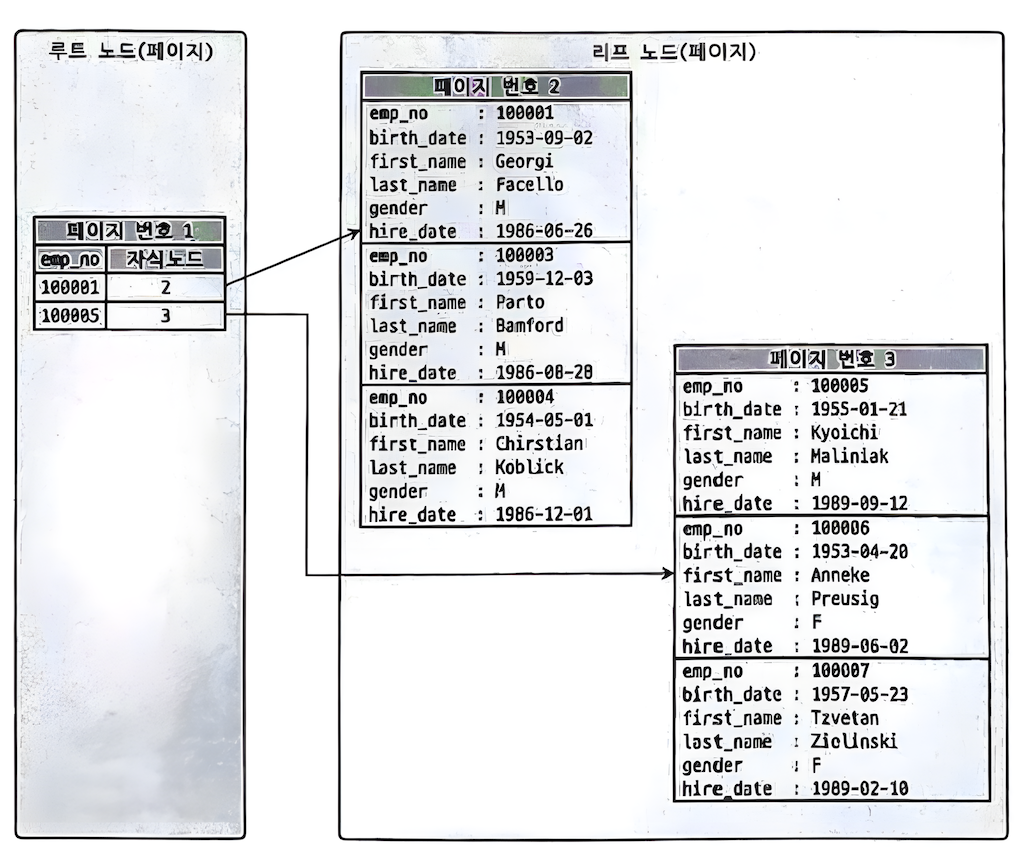 루트 노드(페이지)
페이지 번호 1
emp_no 자식노드
100001 2
100005 3
리프 노드(페이지)
페이지 번호 2
emp_no : 100001
birth_date : 1953-09-02
first_name : Georgi
last_name : Facello
gender : M
hire_date : 1986-06-26
emp_no : 100003
birth_date : 1959-12-03
first_name : Parto
last_name : Bamford
gender : M
hire_date : 1986-08-28
emp_no : 100004
birth_date : 1954-05-01
first_name : Chirstian
last_name : Koblick
gender : M
hire_date : 1986-12-01
페이지 번호 3
emp_no : 100005
birth_date : 1955-01-21
first_name : Kyoichi
last_name : Maliniak
gender : M
hire_date : 1989-09-12
emp_no : 100006
birth_date : 1953-04-20
first_name : Anneke
last_name : Preusig
gender : F
hire_date : 1989-06-02
emp_no : 100007
birth_date : 1957-05-23
first_name : Tzvetan
last_name : Zielinski
gender : F
hire_date : 1989-02-10